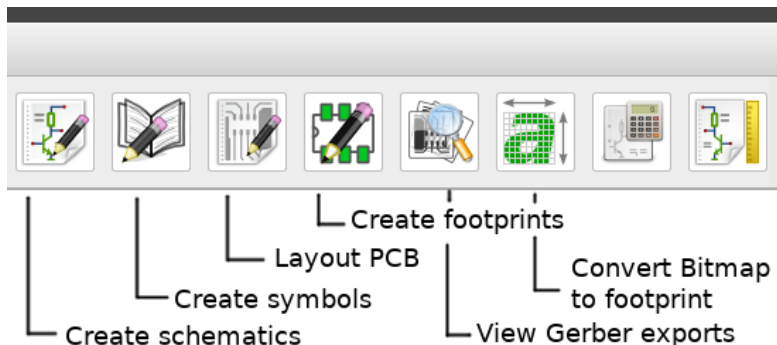 Create footprints
Layout PCB
Convert Bitmap
to footprint
Create symbols
View Gerber exports
Create schematics